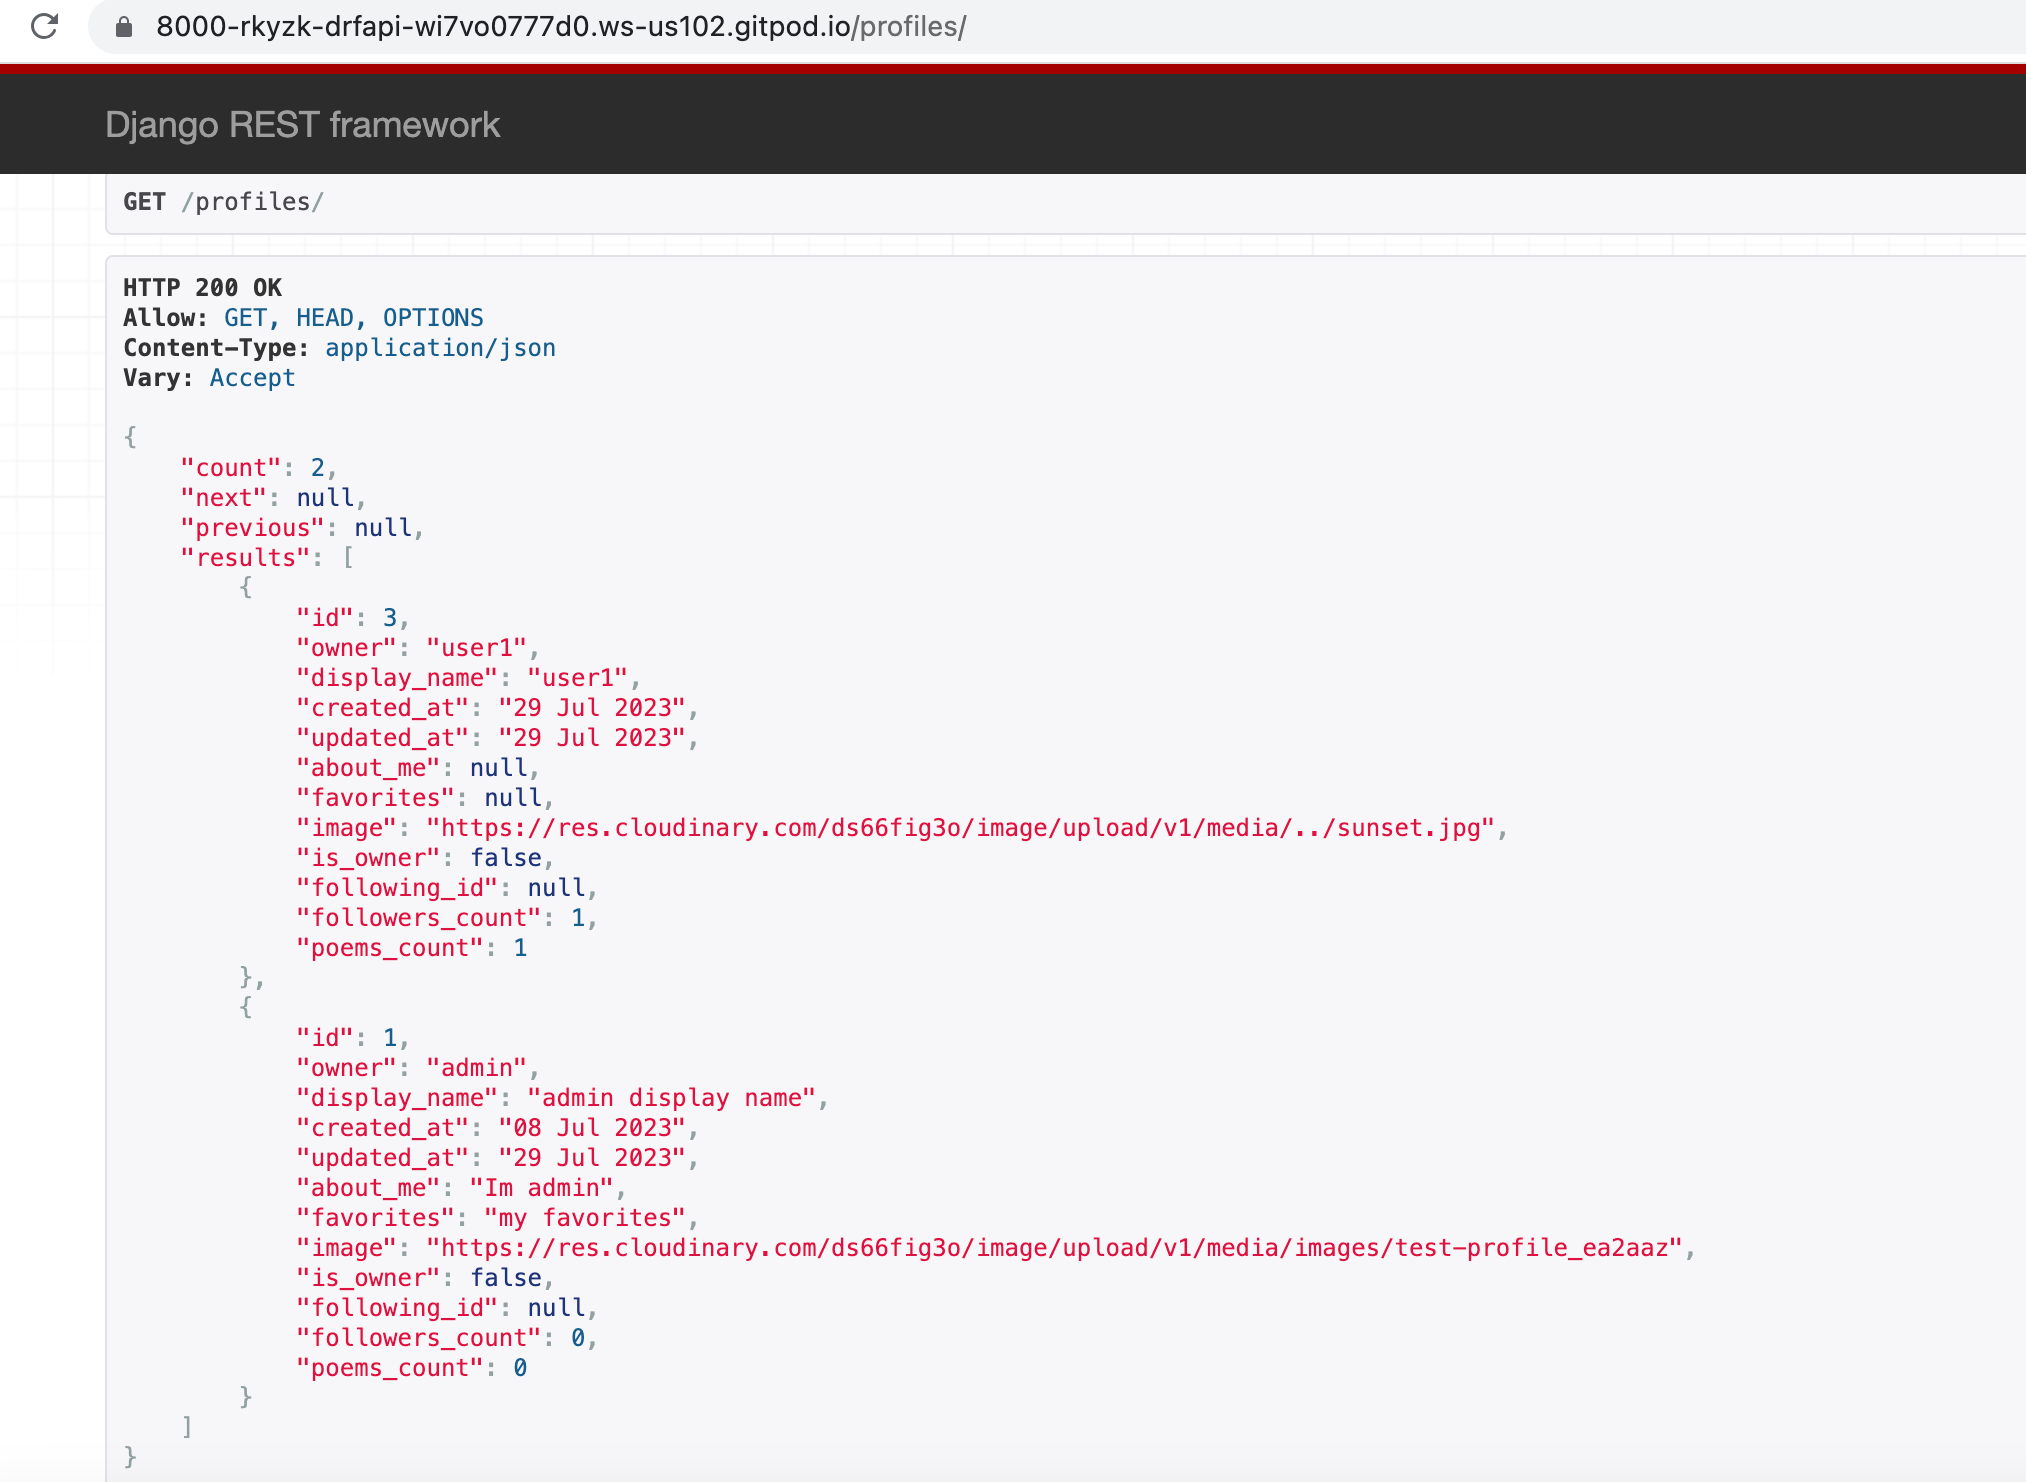 8000-rkyzk-drfapi-wi7vo0777d0.ws-us102.gitpod.io/profiles/
Django REST framework
GET /profiles/
HTTP 200 OK
Allow: GET, HEAD, OPTIONS
Content-Type: application/json
Vary: Accept
{
    "count": 2,
    "next": null,
    "previous": null,
    "results": [
        {
            "id": 3,
            "owner": "user1",
            "display_name": "user1",
            "created_at": "29 Jul 2023",
            "updated_at": "29 Jul 2023",
            "about_me": null,
            "favorites": null,
            "image": "https://res.cloudinary.com/ds66fig3o/image/upload/v1/media/../sunset.jpg",
            "is_owner": false,
            "following_id": null,
            "followers_count": 1,
            "poems_count": 1
        },
        {
            "id": 1,
            "owner": "admin",
            "display_name": "admin display name",
            "created_at": "08 Jul 2023",
            "updated_at": "29 Jul 2023",
            "about_me": "Im admin",
            "favorites": "my favorites",
            "image": "https://res.cloudinary.com/ds66fig3o/image/upload/v1/media/images/test-profile_ea2aaz",
            "is_owner": false,
            "following_id": null,
            "followers_count": 0,
            "poems_count": 0
        }
    ]
}